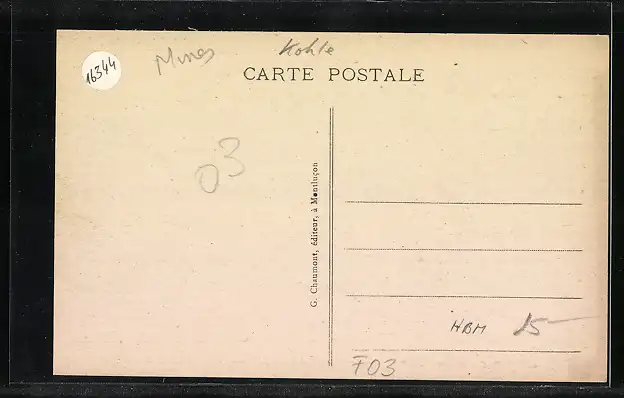 16344
Mines
Kohle
CARTE POSTALE
03
G. Chaumont, éditeur, à Montluçon
HBM
15—
F03